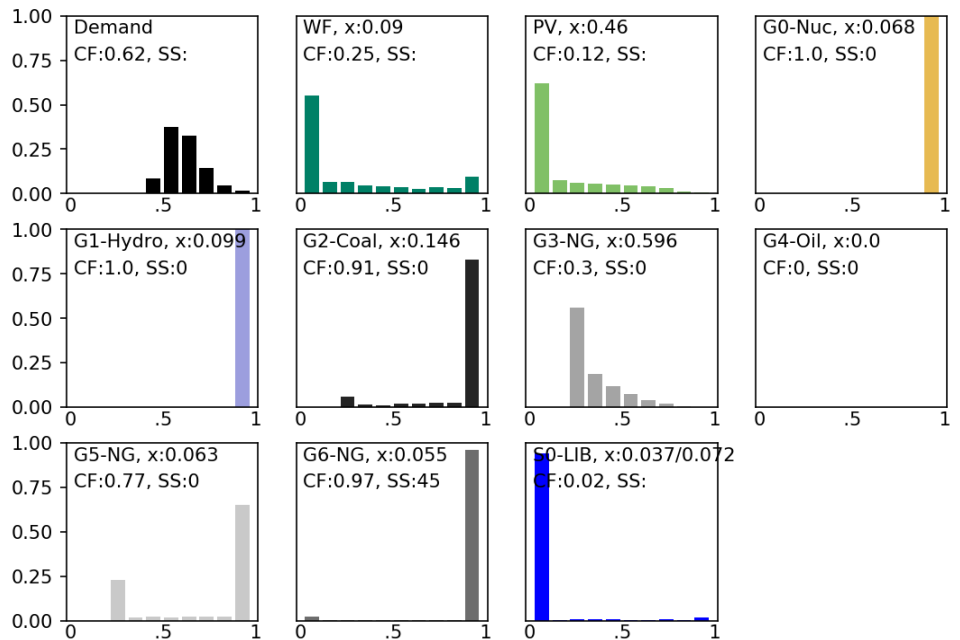 1.00
0.75
0.50
0.25
0.00
Demand
CF:0.62, SS:
.5
1
WF, x:0.09
CF:0.25, SS:
0
.5
1
PV, x:0.46
CF:0.12, SS:
0
.5
1
G0-Nuc, x:0.068
CF:1.0, SS:0
0
.5
1
0
1.00
0.75
0.50
0.25
0.00
G1-Hydro, x:0.099
CF:1.0, SS:0
0
.5
1
G2-Coal, x:0.146
CF:0.91, SS:0
0
.5
1
G3-NG, x:0.596
CF:0.3, SS:0
0
.5
1
G4-Oil, x:0.0
CF:0, SS:0
0
.5
1
1.00
0.75
0.50
0.25
0.00
G5-NG, x:0.063
CF:0.77, SS:0
0
.5
1
G6-NG, x:0.055
CF:0.97, SS:45
0
.5
1
S0-LIB, x:0.037/0.072
CF:0.02, SS:
0
.5
1